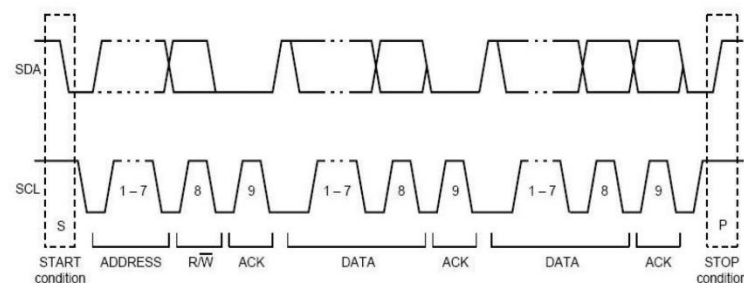 SDA
SCL
1 – 7 8 9 1 – 7 8 9 1 – 7 8 9
S P
START condition ADDRESS R/W̅ ACK DATA ACK DATA ACK STOP condition